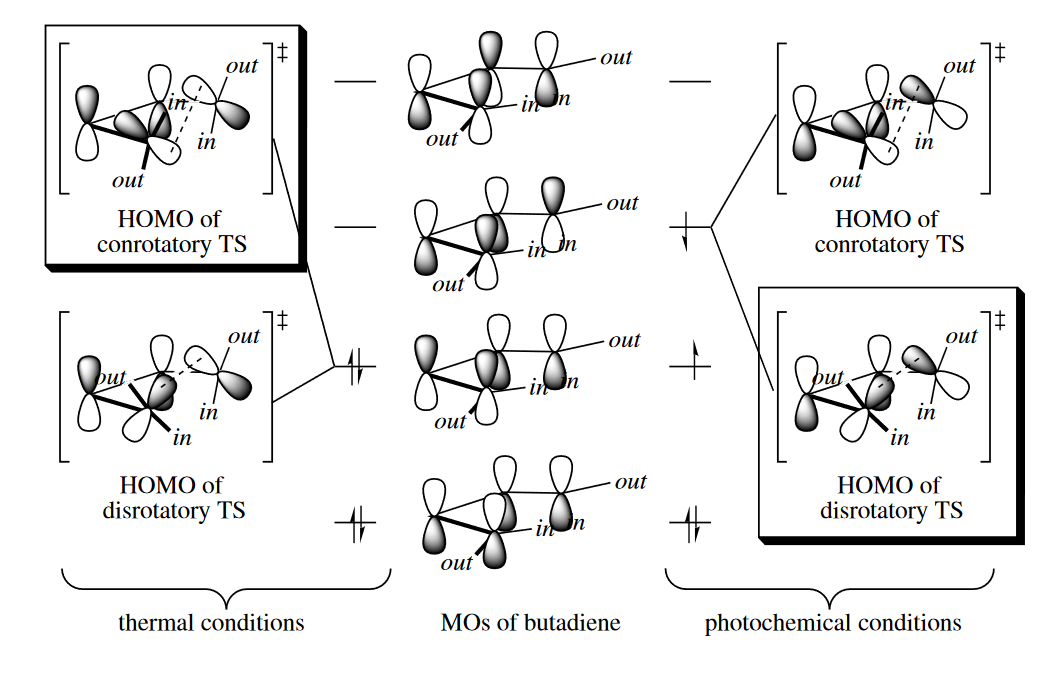 out
in
in
out
HOMO of
conrotatory TS
out
out
in
in
HOMO of
disrotatory TS
thermal conditions
out
in
in
out
out
in
in
out
out
in
in
out
out
in
in
out
MOs of butadiene
out
in
in
out
HOMO of
conrotatory TS
out
out
in
in
HOMO of
disrotatory TS
photochemical conditions